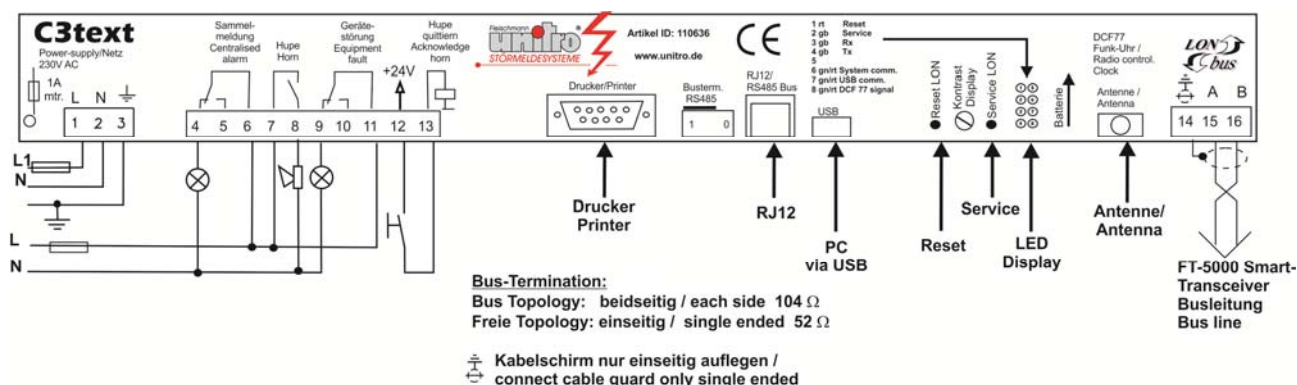 C3text
Power-supply/Netz
230V AC
1A
mtr.
L N
1 2 3
Sammel-
meldung
Centralised
alarm
Hupe
Horn
Geräte-
störung
Equipment
fault
+24V
Hupe
quittieren
Acknowledge
horn
4 5 6 7 8 9 10 11 12 13
Fleischmann
unitro
®
STÖRMELDESYSTEME
Artikel ID: 110636
www.unitro.de
CE
Drucker/Printer
Busterm.
RS485
1 0
RJ12/
RS485 Bus
USB
1 rt Reset
2 gb Service
3 gb Rx
4 gb Tx
5
6 gn/rt System comm.
7 gn/rt USB comm.
8 gn/rt DCF 77 signal
Reset LON
Kontrast
Display
Service LON
Batterie
DCF77
Funk-Uhr /
Radio control.
Clock
Antenne /
Antenna
LON
bus
A B
14 15 16
L1
N
L
N
Drucker
Printer
RJ12
PC
via USB
Reset
Service
LED
Display
Antenne/
Antenna
FT-5000 Smart-
Transceiver
Busleitung
Bus line
Bus-Termination:
Bus Topology: beidseitig / each side 104 Ω
Freie Topology: einseitig / single ended 52 Ω
Kabelschirm nur einseitig auflegen /
connect cable guard only single ended